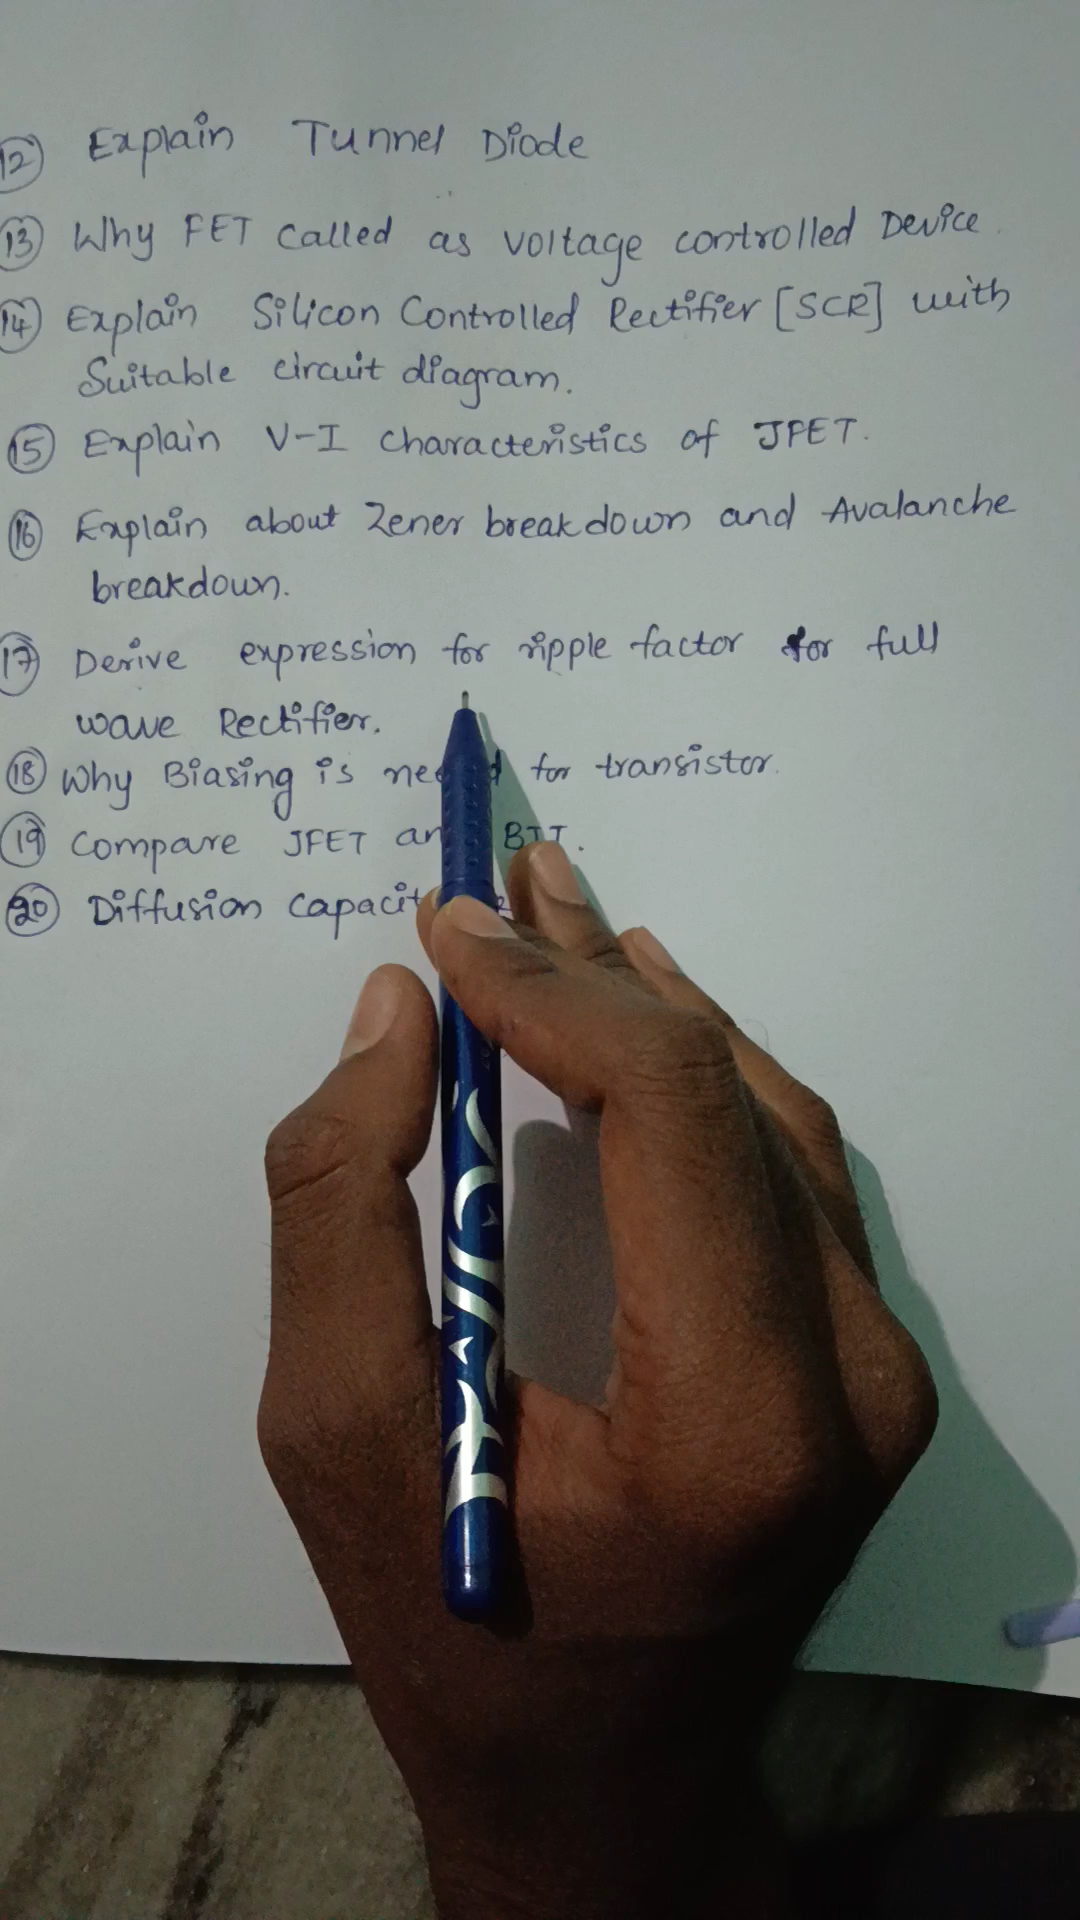 12 Explain Tunnel Diode
13 Why FET called as voltage controlled Device.
14 Explain Silicon Controlled Rectifier [SCR] with
Suitable circuit diagram.
15 Explain V-I characteristics of JFET.
16 Explain about Zener breakdown and Avalanche
breakdown.
17 Derive expression for ripple factor for full
wave Rectifier.
18 Why Biasing is for transistor.
19 Compare JFET BJT.
20 Diffusion